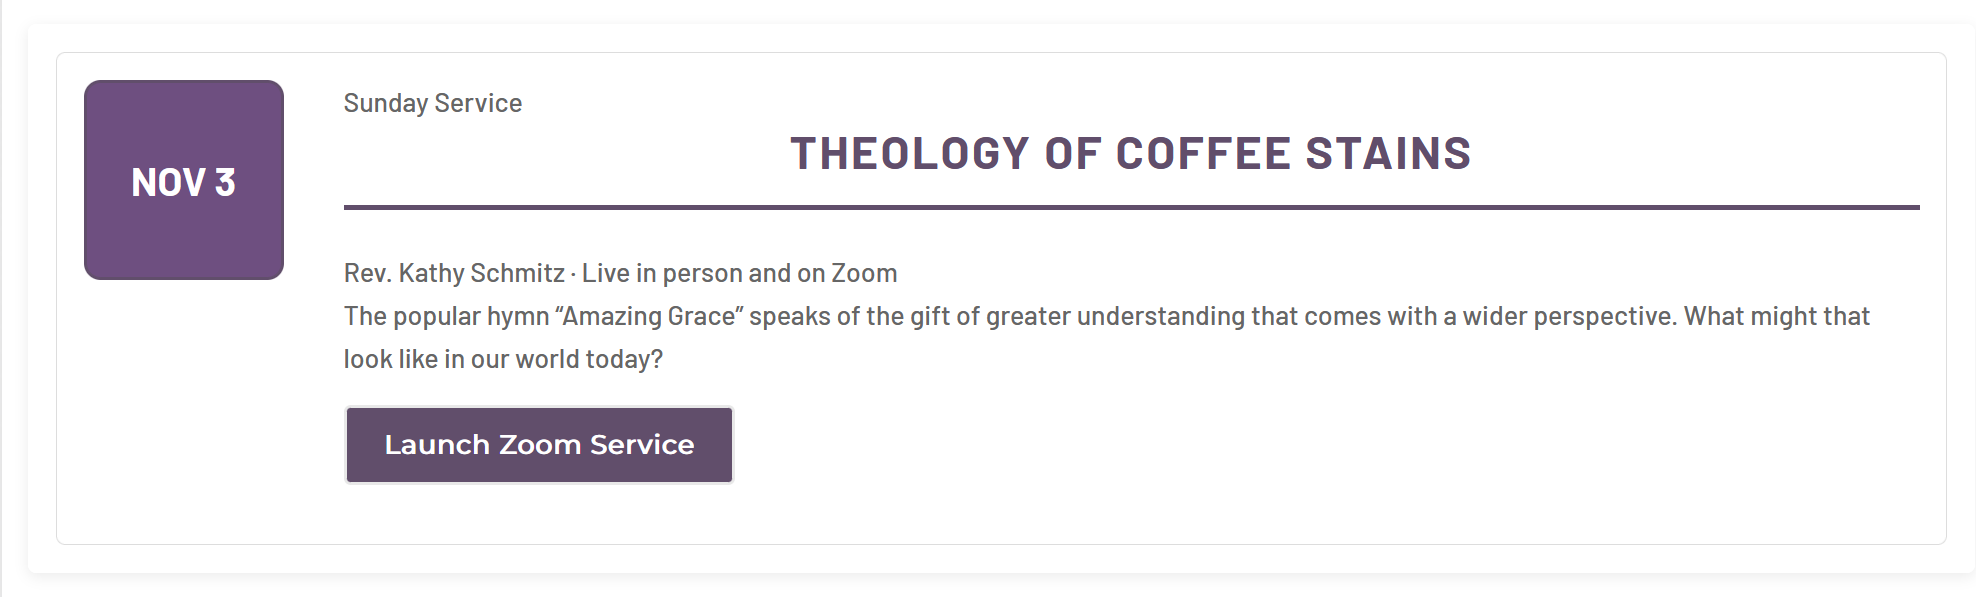 NOV 3
Sunday Service
THEOLOGY OF COFFEE STAINS
Rev. Kathy Schmitz · Live in person and on Zoom
The popular hymn “Amazing Grace” speaks of the gift of greater understanding that comes with a wider perspective. What might that
look like in our world today?
Launch Zoom Service